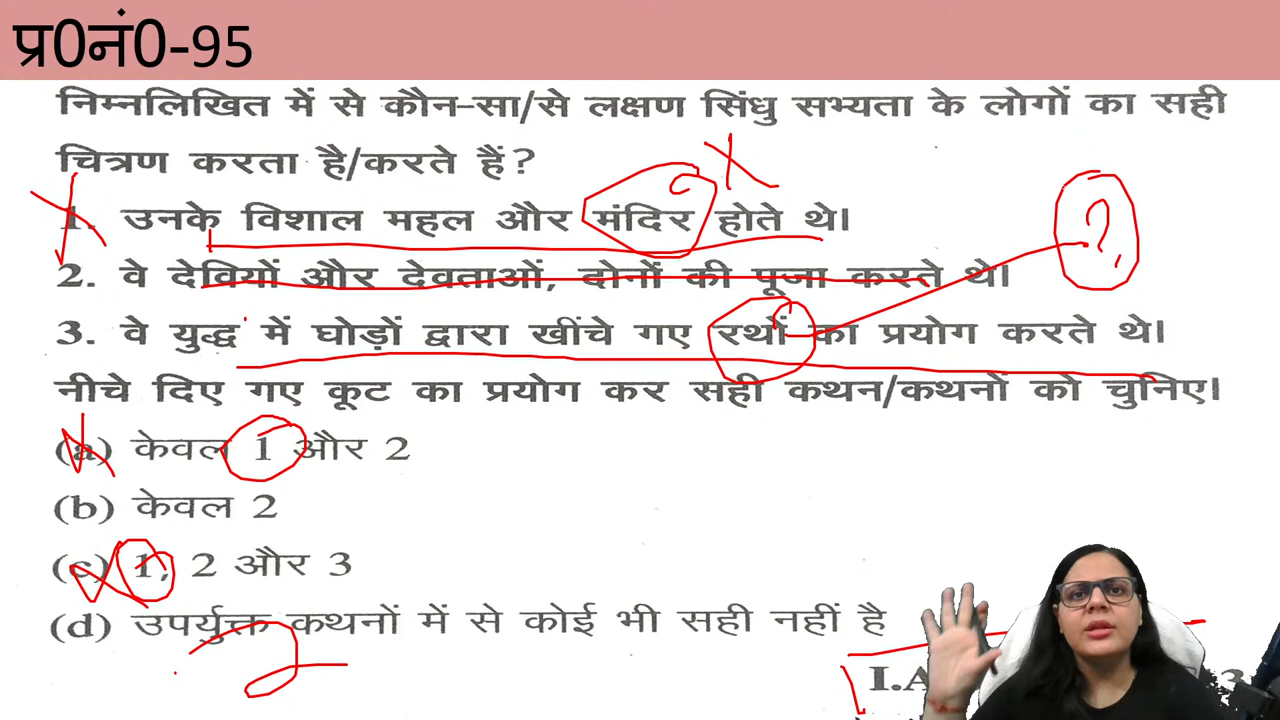 प्र0नं0-95
निम्नलिखित में से कौन-सा/से लक्षण सिंधु सभ्यता के लोगों का सही
चित्रण करता है/करते हैं?
1. उनके विशाल महल और मंदिर होते थे।
2. वे देवियों और देवताओं, दोनों की पूजा करते थे।
3. वे युद्ध में घोड़ों द्वारा खींचे गए रथों का प्रयोग करते थे।
?
नीचे दिए गए कूट का प्रयोग कर सही कथन/कथनों को चुनिए।
(a) केवल 1 और 2
(b) केवल 2
(c) 1, 2 और 3
(d) उपर्युक्त कथनों में से कोई भी सही नहीं है
2